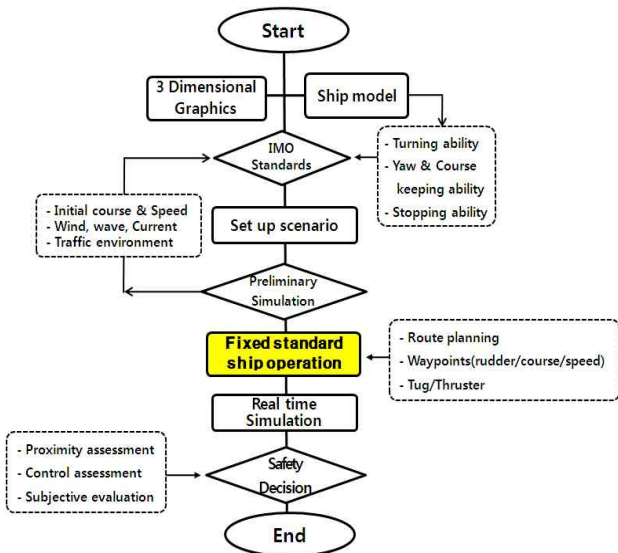 Start
3 Dimensional
Graphics
Ship model
IMO
Standards
- Turning ability
- Yaw & Course
keeping ability
- Stopping ability
- Initial course & Speed
- Wind, wave, Current
- Traffic environment
Set up scenario
Preliminary
Simulation
Fixed standard
ship operation
- Route planning
- Waypoints(rudder/course/speed)
- Tug/Thruster
Real time
Simulation
- Proximity assessment
- Control assessment
- Subjective evaluation
Safety
Decision
End